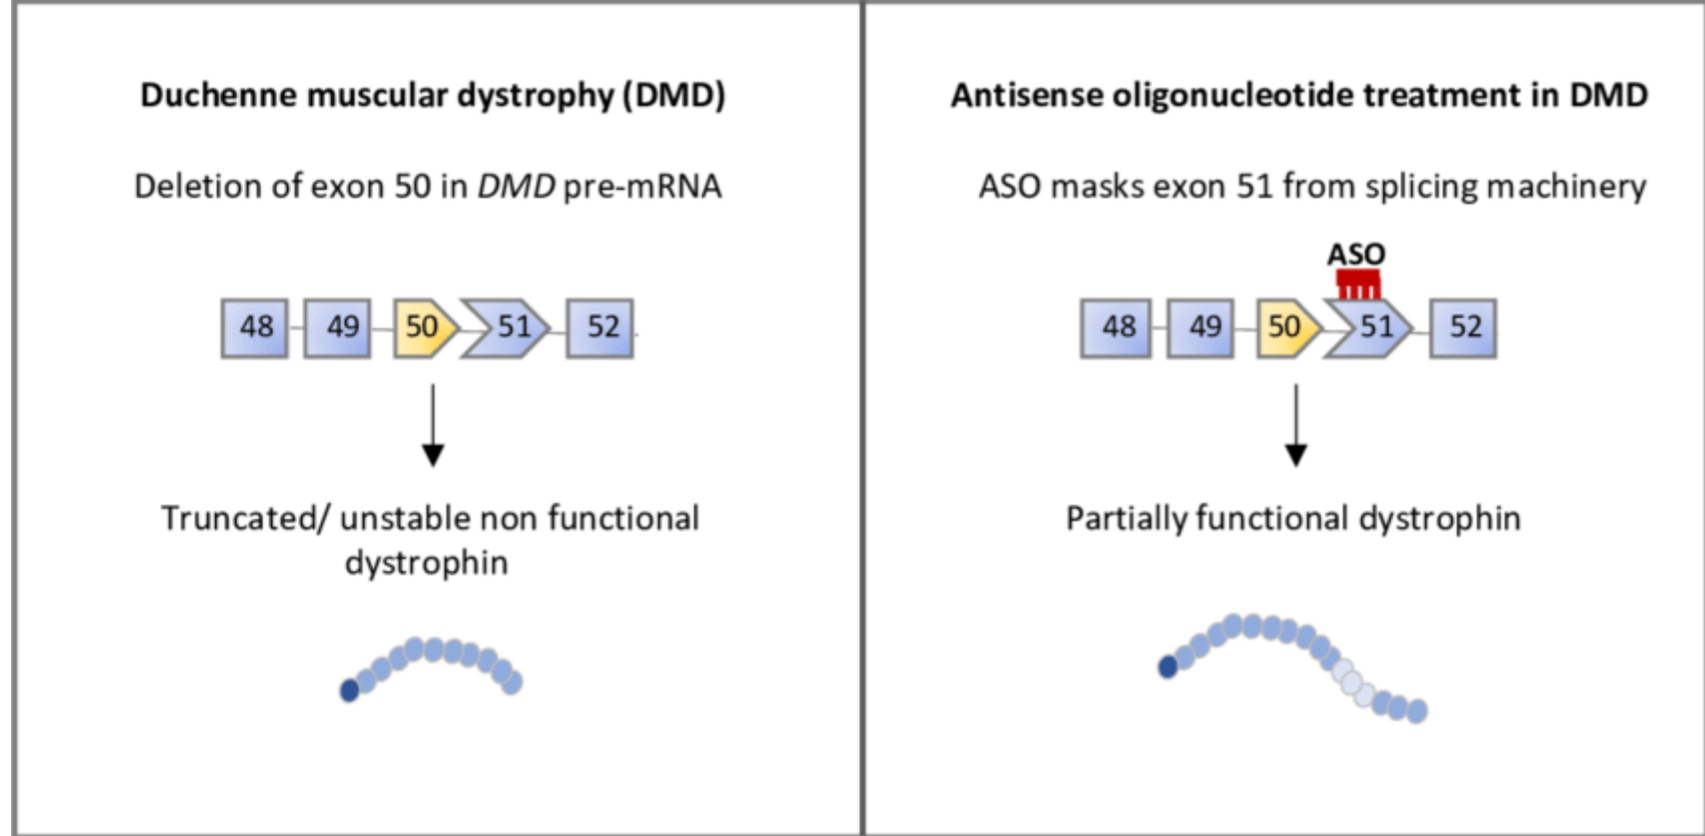 Duchenne muscular dystrophy (DMD)
Deletion of exon 50 in DMD pre-mRNA
48 49 50 51 52
Truncated/ unstable non functional
dystrophin
Antisense oligonucleotide treatment in DMD
ASO masks exon 51 from splicing machinery
ASO
48 49 50 51 52
Partially functional dystrophin